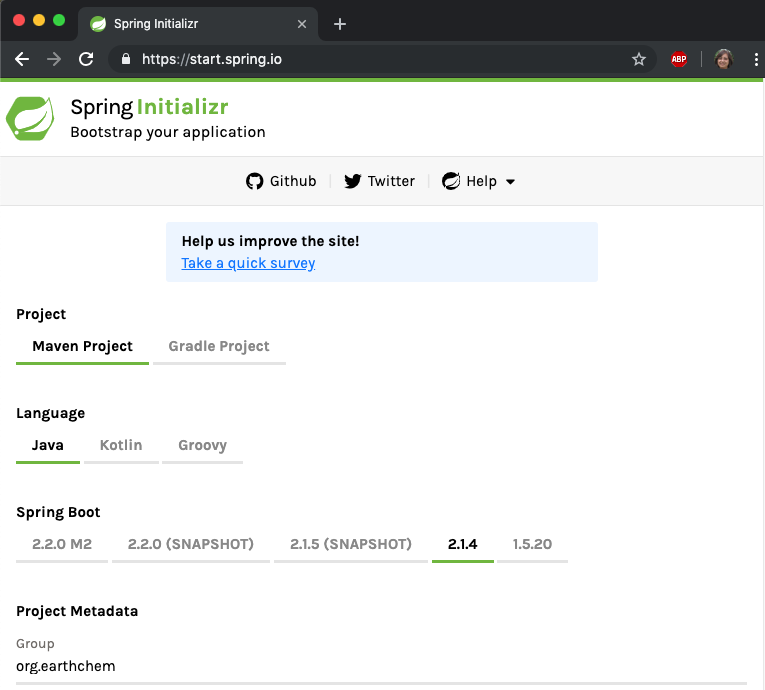 Spring Initializr
https://start.spring.io
ABP
Spring Initializr
Bootstrap your application
Github Twitter Help
Help us improve the site!
Take a quick survey
Project
Maven Project Gradle Project
Language
Java Kotlin Groovy
Spring Boot
2.2.0 M2 2.2.0 (SNAPSHOT) 2.1.5 (SNAPSHOT) 2.1.4 1.5.20
Project Metadata
Group
org.earthchem